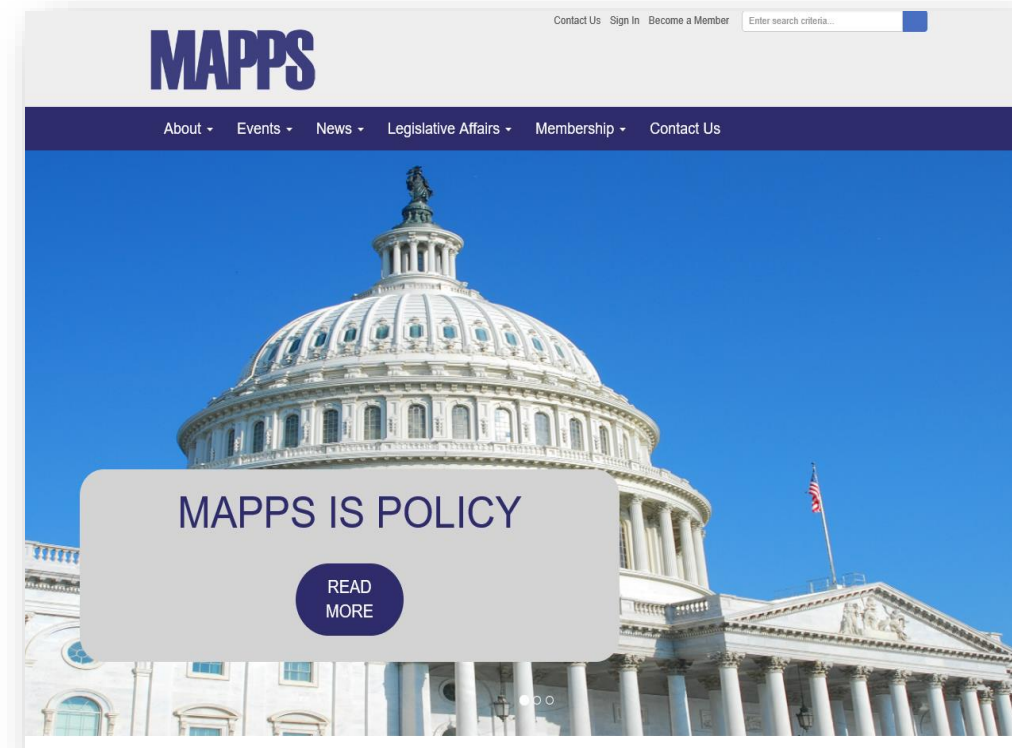 Contact Us Sign In Become a Member Enter search criteria...
MAPPS
About Events News Legislative Affairs Membership Contact Us
MAPPS IS POLICY
READ
MORE